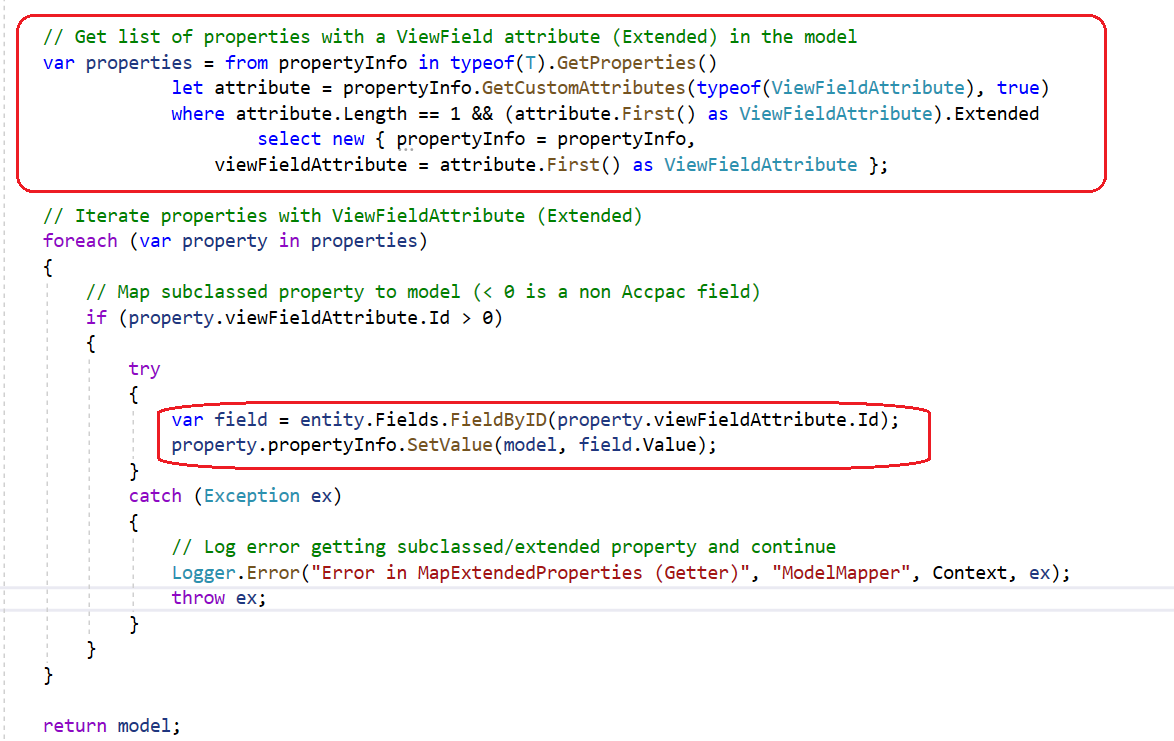 // Get list of properties with a ViewField attribute (Extended) in the model
var properties = from propertyInfo in typeof(T).GetProperties()
            let attribute = propertyInfo.GetCustomAttributes(typeof(ViewFieldAttribute), true)
            where attribute.Length == 1 && (attribute.First() as ViewFieldAttribute).Extended
                    select new { propertyInfo = propertyInfo,
                viewFieldAttribute = attribute.First() as ViewFieldAttribute };
// Iterate properties with ViewFieldAttribute (Extended)
foreach (var property in properties)
{
    // Map subclassed property to model (< 0 is a non Accpac field)
    if (property.viewFieldAttribute.Id > 0)
    {
        try
        {
            var field = entity.Fields.FieldByID(property.viewFieldAttribute.Id);
            property.propertyInfo.SetValue(model, field.Value);
        }
        catch (Exception ex)
        {
            // Log error getting subclassed/extended property and continue
            Logger.Error("Error in MapExtendedProperties (Getter)", "ModelMapper", Context, ex);
            throw ex;
        }
    }
}
return model;